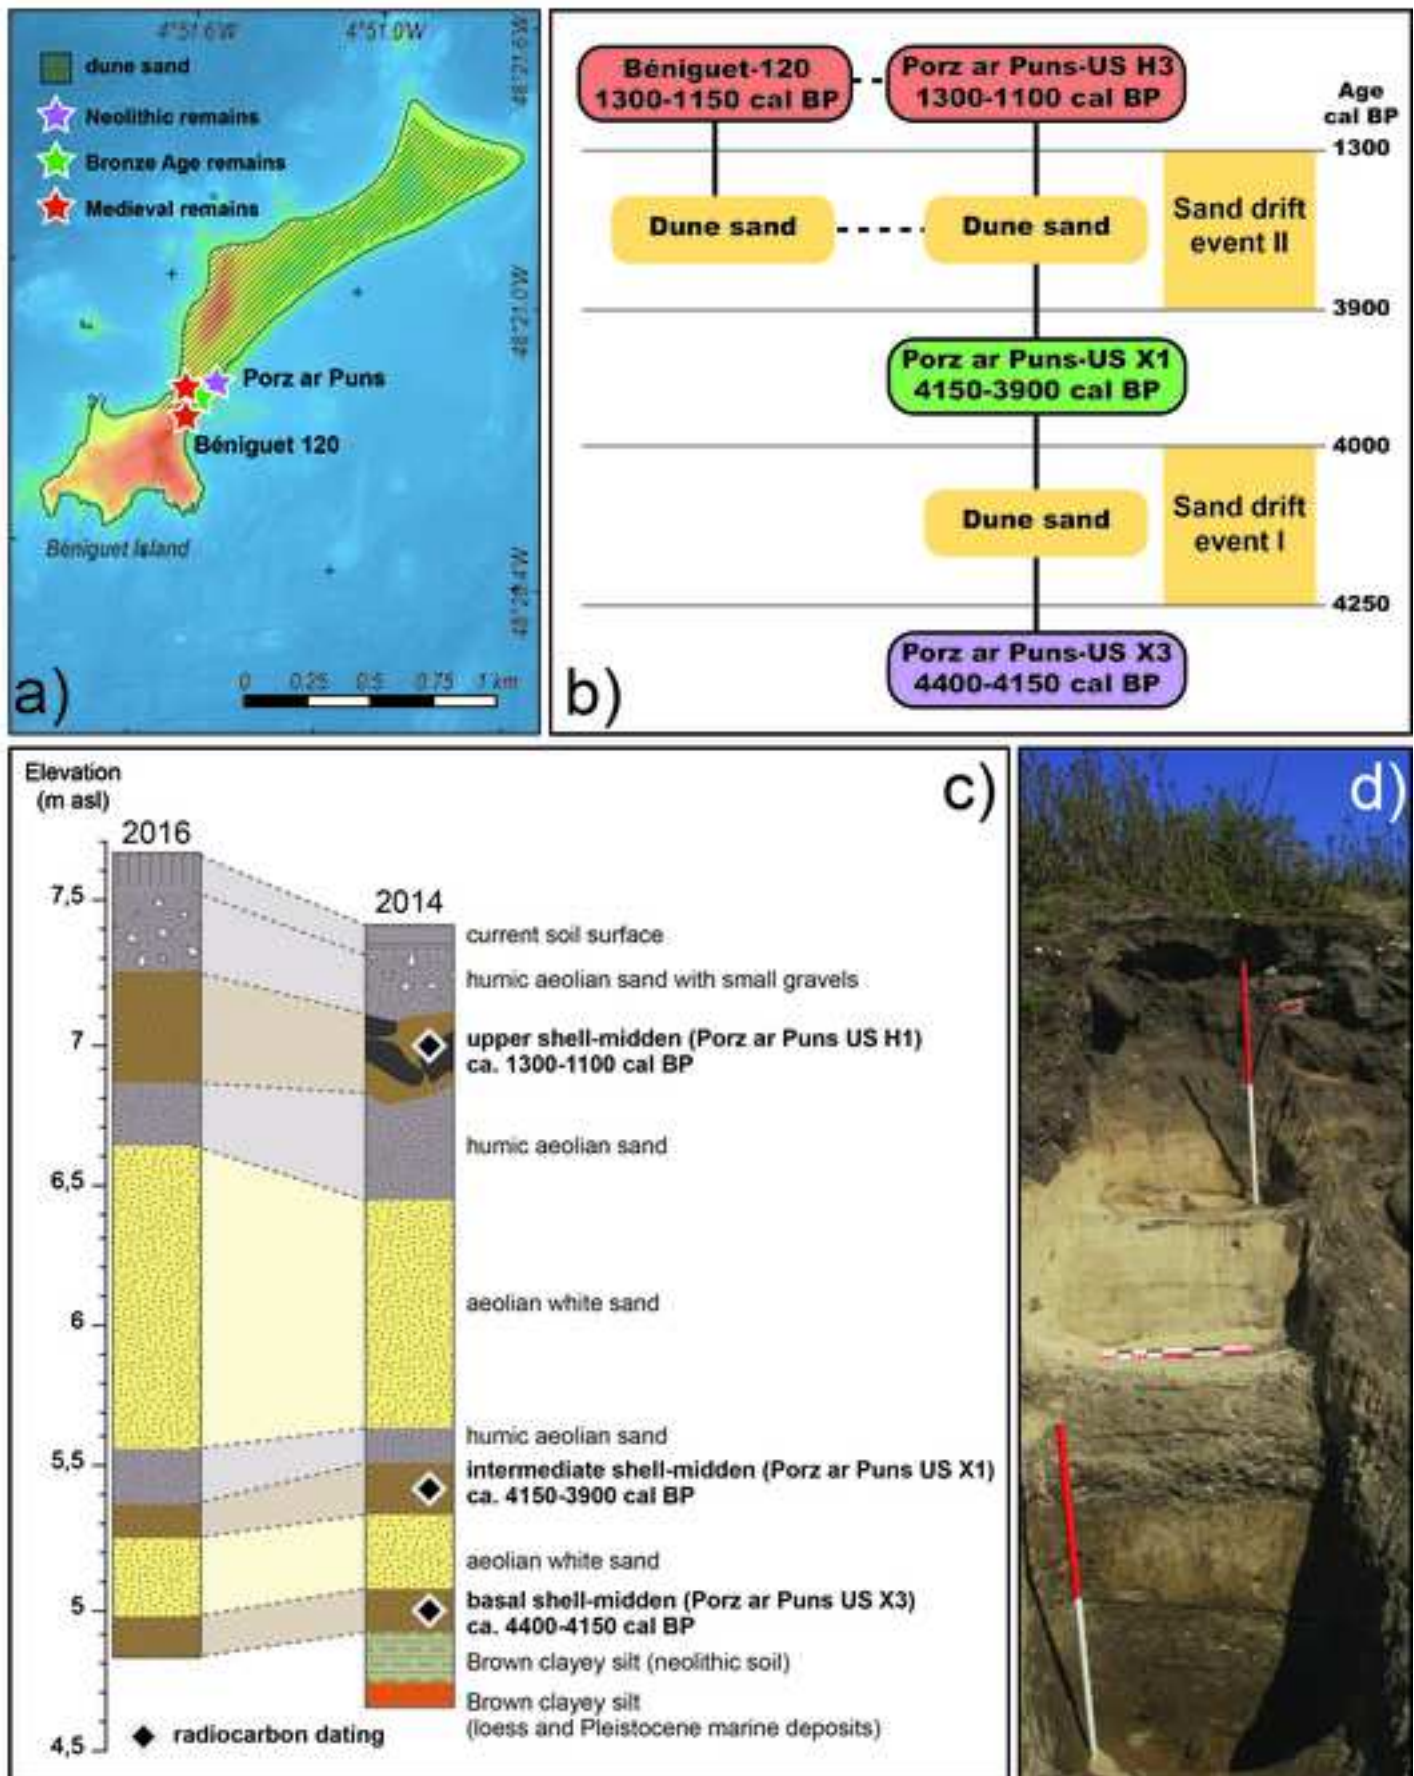 4°51.6'W
4°51.0'W
dune sand
Neolithic remains
Bronze Age remains
Medieval remains
48°21.6'W
48°21.0'W
Porz ar Puns
Béniguet 120
Béniguet Island
0 0.25 0.5 0.75 1 km
a)
Béniguet-120
1300-1150 cal BP
Porz ar Puns-US H3
1300-1100 cal BP
Age
cal BP
1300
Dune sand
Dune sand
Sand drift
event II
3900
Porz ar Puns-US X1
4150-3900 cal BP
4000
Dune sand
Sand drift
event I
4250
Porz ar Puns-US X3
4400-4150 cal BP
b)
Elevation
(m asl)
c)
2016
2014
7,5
7
6,5
6
5,5
5
4,5
current soil surface
humic aeolian sand with small gravels
upper shell-midden (Porz ar Puns US H1)
ca. 1300-1100 cal BP
humic aeolian sand
aeolian white sand
humic aeolian sand
intermediate shell-midden (Porz ar Puns US X1)
ca. 4150-3900 cal BP
aeolian white sand
basal shell-midden (Porz ar Puns US X3)
ca. 4400-4150 cal BP
Brown clayey silt (neolithic soil)
Brown clayey silt
(loess and Pleistocene marine deposits)
radiocarbon dating
d)